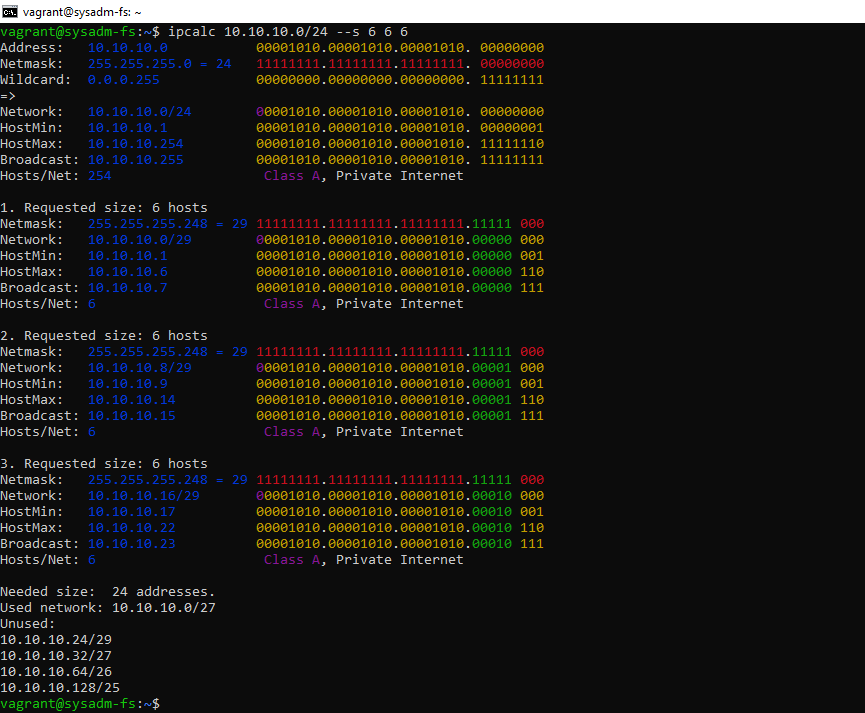 vagrant@sysadm-fs: ~
vagrant@sysadm-fs:~$ ipcalc 10.10.10.0/24 --s 6 6 6
Address:   10.10.10.0           00001010.00001010.00001010. 00000000
Netmask:   255.255.255.0 = 24   11111111.11111111.11111111. 00000000
Wildcard:  0.0.0.255            00000000.00000000.00000000. 11111111
=>
Network:   10.10.10.0/24        00001010.00001010.00001010. 00000000
HostMin:   10.10.10.1           00001010.00001010.00001010. 00000001
HostMax:   10.10.10.254         00001010.00001010.00001010. 11111110
Broadcast: 10.10.10.255         00001010.00001010.00001010. 11111111
Hosts/Net: 254                   Class A, Private Internet

1. Requested size: 6 hosts
Netmask:   255.255.255.248 = 29 11111111.11111111.11111111.11111 000
Network:   10.10.10.0/29        00001010.00001010.00001010.00000 000
HostMin:   10.10.10.1           00001010.00001010.00001010.00000 001
HostMax:   10.10.10.6           00001010.00001010.00001010.00000 110
Broadcast: 10.10.10.7           00001010.00001010.00001010.00000 111
Hosts/Net: 6                     Class A, Private Internet

2. Requested size: 6 hosts
Netmask:   255.255.255.248 = 29 11111111.11111111.11111111.11111 000
Network:   10.10.10.8/29        00001010.00001010.00001010.00001 000
HostMin:   10.10.10.9           00001010.00001010.00001010.00001 001
HostMax:   10.10.10.14          00001010.00001010.00001010.00001 110
Broadcast: 10.10.10.15          00001010.00001010.00001010.00001 111
Hosts/Net: 6                     Class A, Private Internet

3. Requested size: 6 hosts
Netmask:   255.255.255.248 = 29 11111111.11111111.11111111.11111 000
Network:   10.10.10.16/29       00001010.00001010.00001010.00010 000
HostMin:   10.10.10.17          00001010.00001010.00001010.00010 001
HostMax:   10.10.10.22          00001010.00001010.00001010.00010 110
Broadcast: 10.10.10.23          00001010.00001010.00001010.00010 111
Hosts/Net: 6                     Class A, Private Internet

Needed size:  24 addresses.
Used network: 10.10.10.0/27
Unused:
10.10.10.24/29
10.10.10.32/27
10.10.10.64/26
10.10.10.128/25
vagrant@sysadm-fs:~$